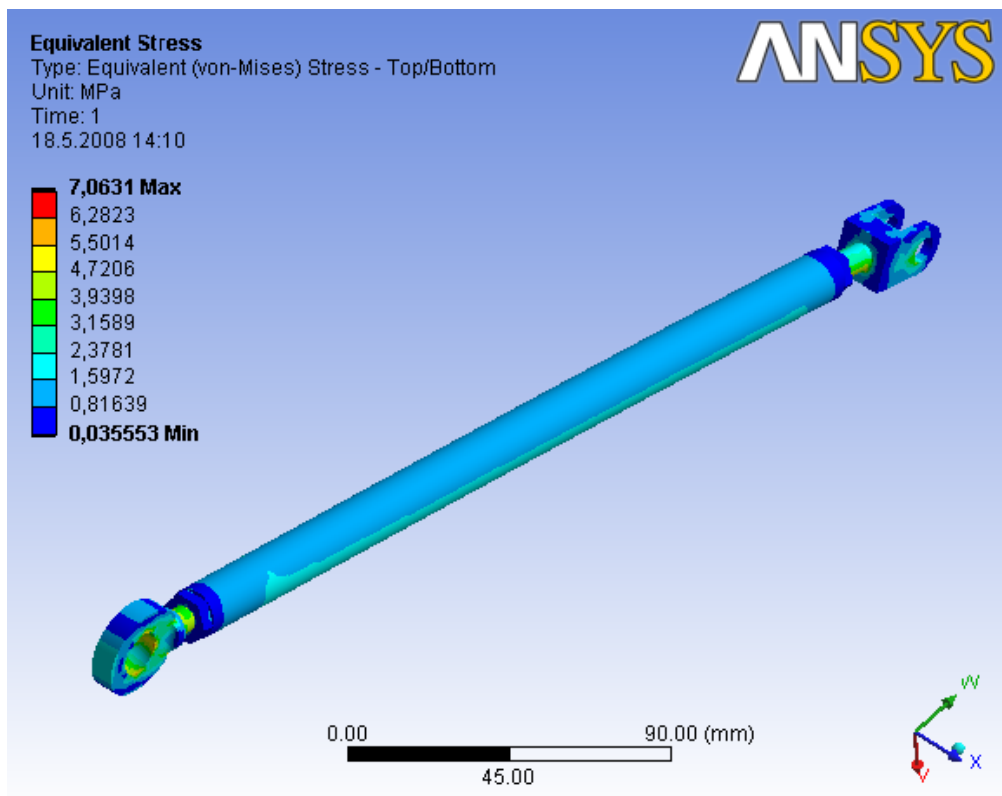 Equivalent Stress
Type: Equivalent (von-Mises) Stress - Top/Bottom
Unit: MPa
Time: 1
18.5.2008 14:10
ANSYS
7,0631 Max
6,2823
5,5014
4,7206
3,9398
3,1589
2,3781
1,5972
0,81639
0,035553 Min
0.00 90.00 (mm)
45.00
W
X
V